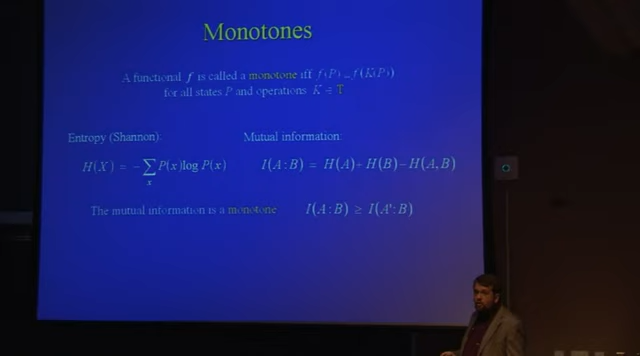 Monotones
A functional f is called a monotone iff f(P) ≥ f(K(P))
for all states P and operations K ∈ T
Entropy (Shannon): Mutual information:
H(X) = -∑ₓ P(x)log P(x) I(A:B) = H(A)+ H(B) − H(A, B)
The mutual information is a monotone I(A:B) ≥ I(A':B)